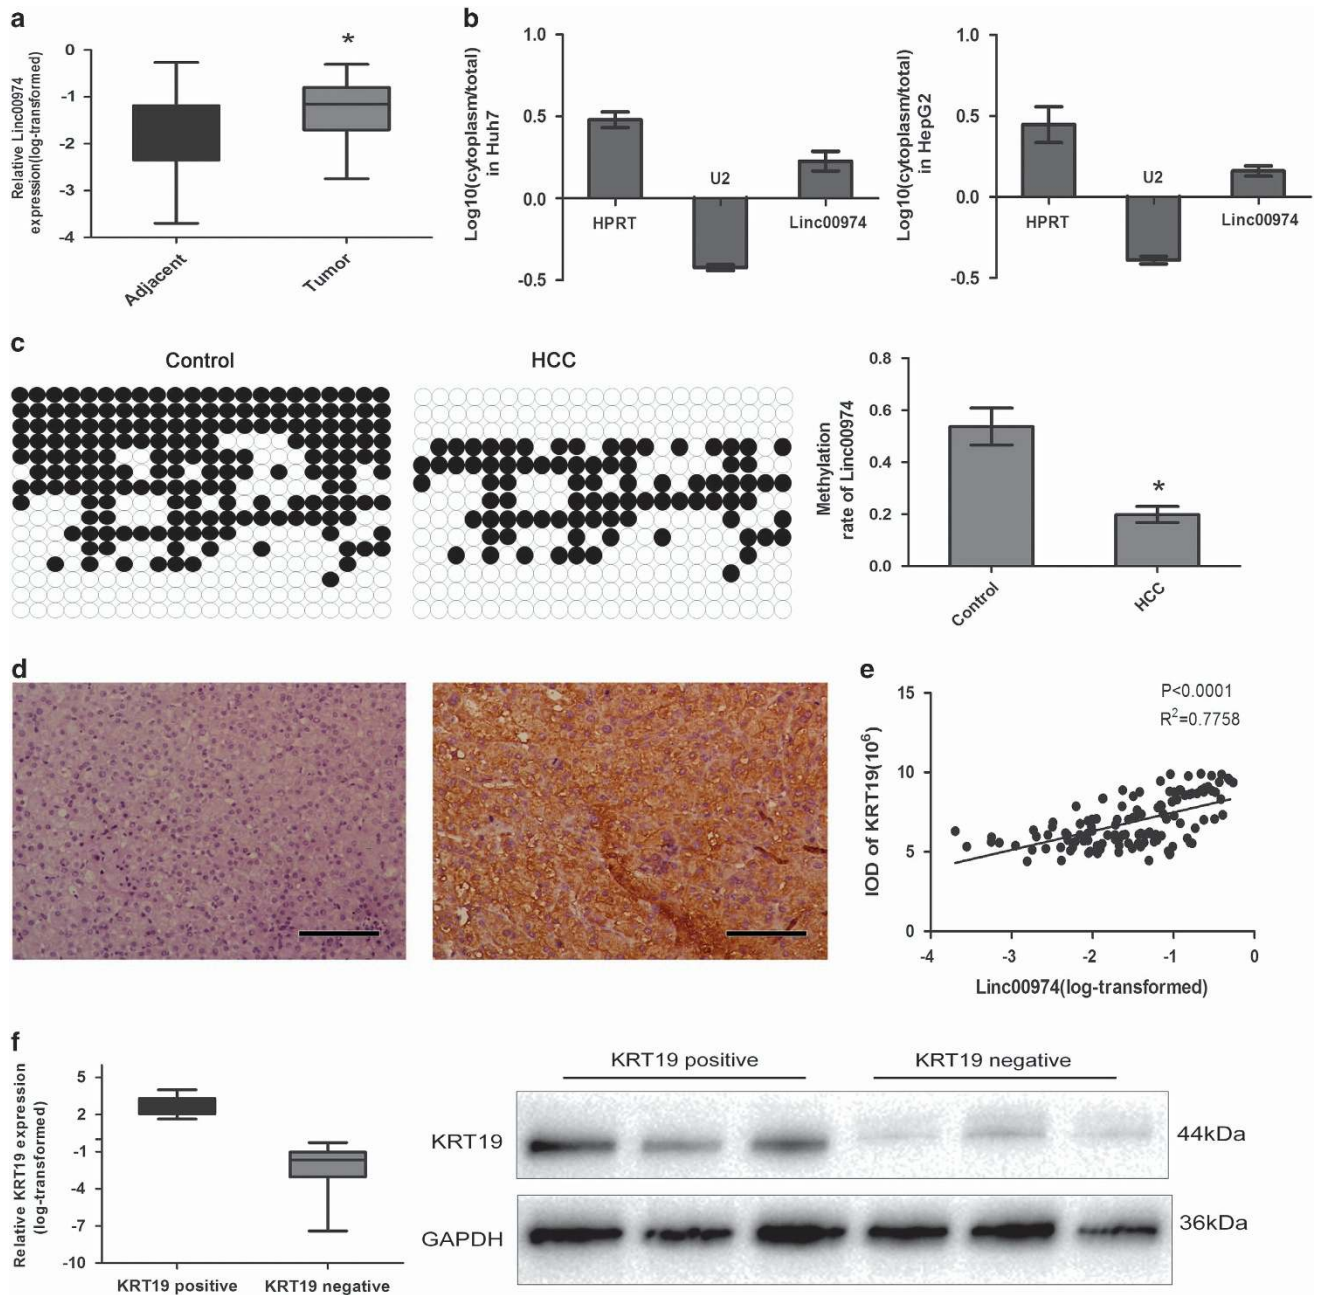 a
Relative Linc00974
expression(log-transformed)
0
-1
-2
-3
-4
*
Adjacent
Tumor
b
Log10(cytoplasm/total)
in Huh7
1.0
0.5
0.0
-0.5
HPRT
U2
Linc00974
Log10(cytoplasm/total)
in HepG2
1.0
0.5
0.0
-0.5
HPRT
U2
Linc00974
c
Control
HCC
Methylation
rate of Linc00974
0.8
0.6
0.4
0.2
0.0
*
Control
HCC
d
e
IOD of KRT19(10⁶)
15
10
5
0
P<0.0001
R²=0.7758
-4
-3
-2
-1
0
Linc00974(log-transformed)
f
Relative KRT19 expression
(log-transformed)
5
2
-1
-4
-7
-10
KRT19 positive
KRT19 negative
KRT19 positive
KRT19 negative
KRT19
44kDa
GAPDH
36kDa